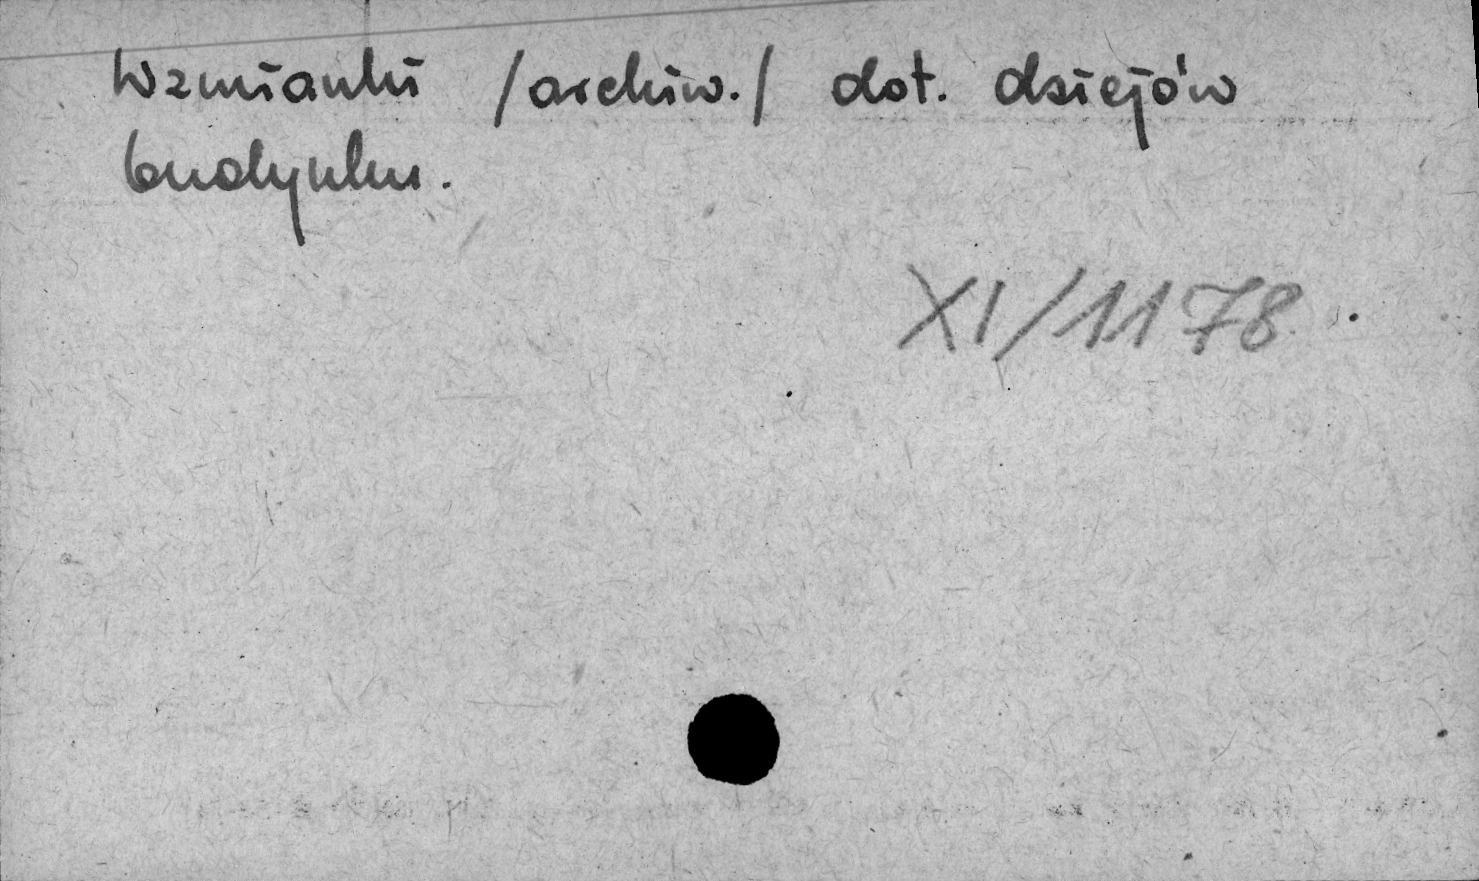 Wzmianki /archiw./ dot. dziejów
budynku.
XI/1178